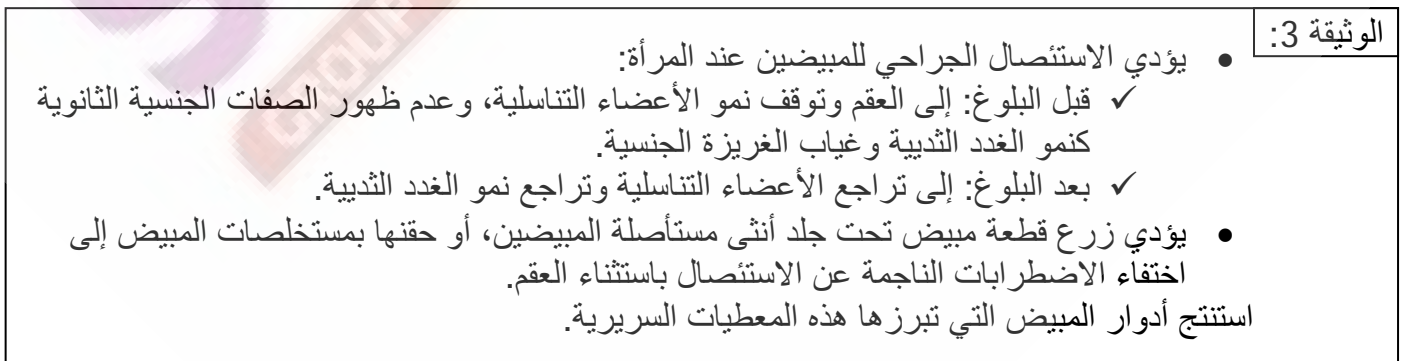 الوثيقة 3:
• يؤدي الاستئصال الجراحي للمبيضين عند المرأة:
✓ قبل البلوغ: إلى العقم وتوقف نمو الأعضاء التناسلية، وعدم ظهور الصفات الجنسية الثانوية
كنمو الغدد الثديية وغياب الغريزة الجنسية.
✓ بعد البلوغ: إلى تراجع الأعضاء التناسلية وتراجع نمو الغدد الثديية.
• يؤدي زرع قطعة مبيض تحت جلد أنثى مستأصلة المبيضين، أو حقنها بمستخلصات المبيض إلى
اختفاء الاضطرابات الناجمة عن الاستئصال باستثناء العقم.
استنتج أدوار المبيض التي تبرزها هذه المعطيات السريرية.
GROUP